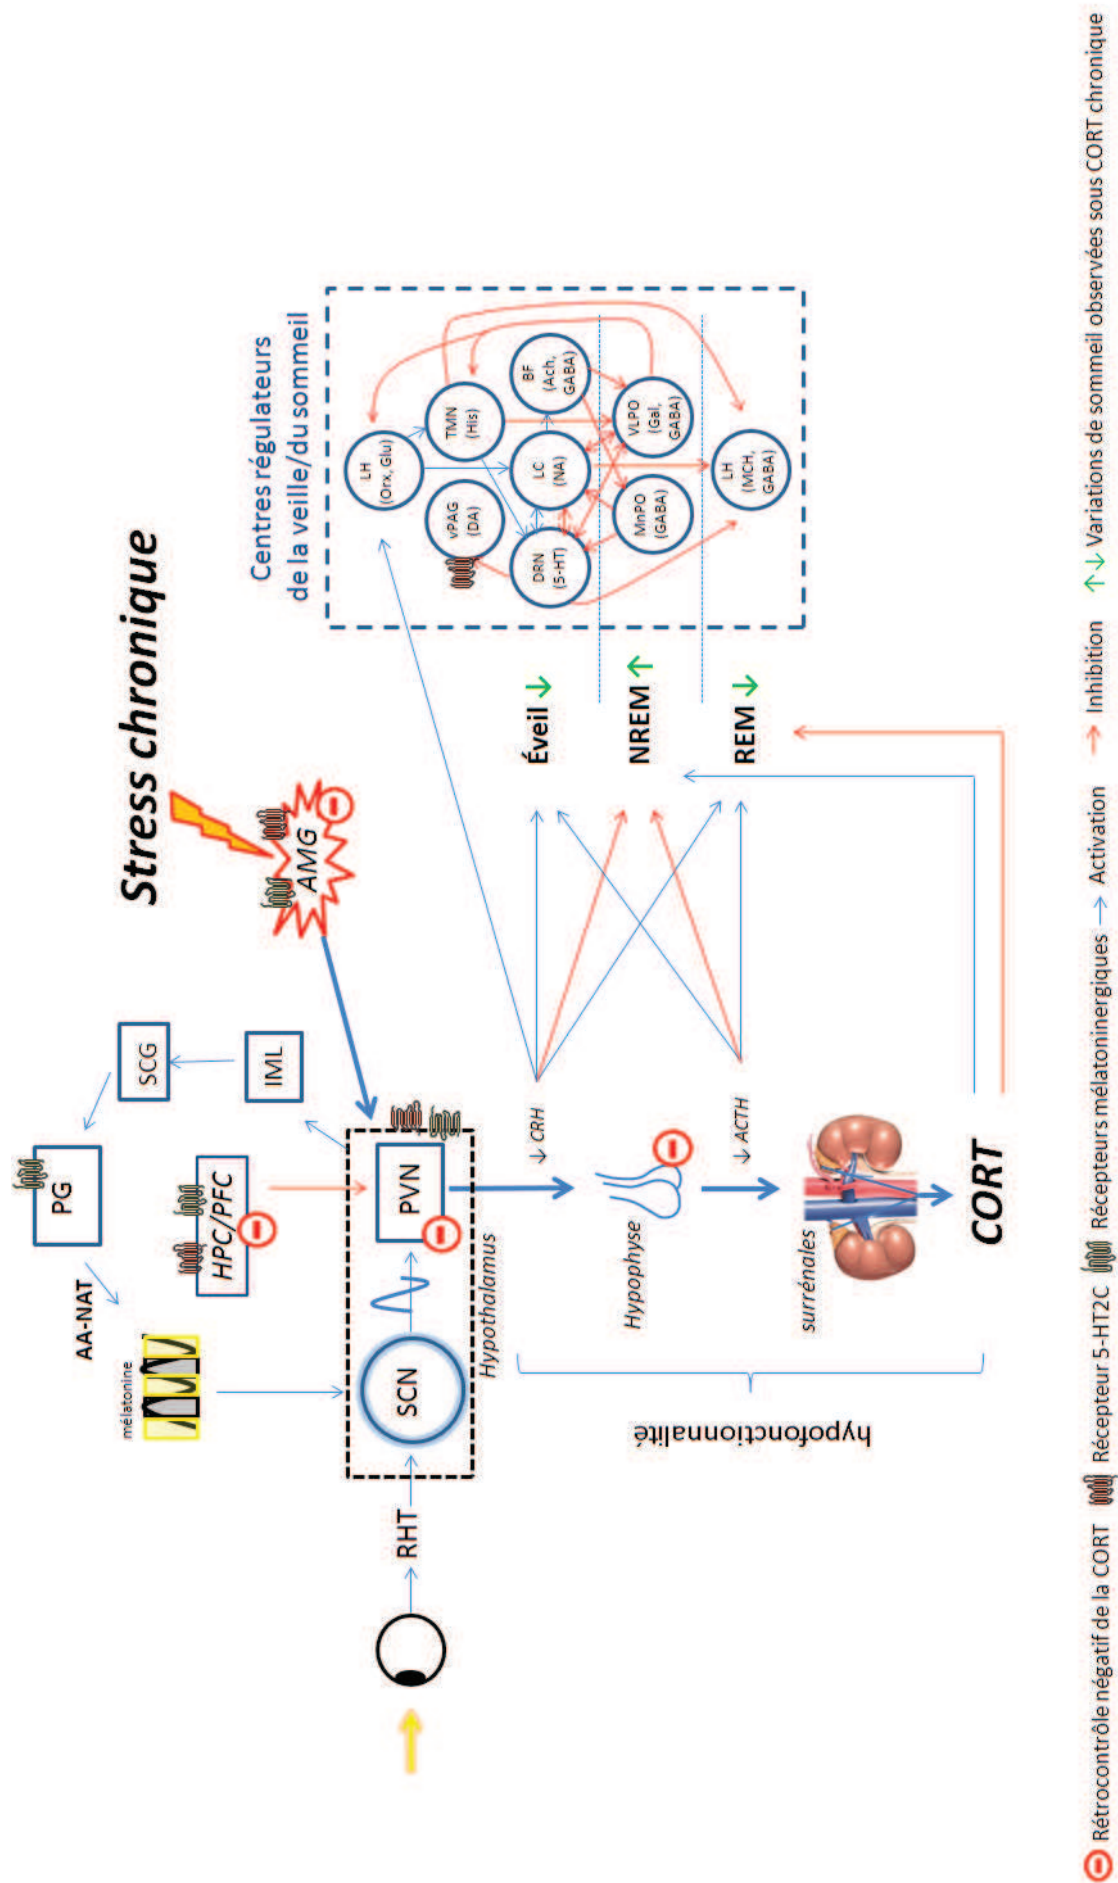 Stress chronique
Centres régulateurs
de la veille/du sommeil
PG
SCG
IML
AA-NAT
mélatonine
HPC/PFC
AMG
RHT
SCN
PVN
Hypothalamus
↓ CRH
Hypophyse
↓ ACTH
surrénales
CORT
hypofonctionnalité
Éveil ↓
NREM ↑
REM ↓
LH
(Orx, Glu)
vPAG
(DA)
TMN
(His)
DRN
(5-HT)
LC
(NA)
BF
(Ach,
GABA)
MnPO
(GABA)
VLPO
(Gal,
GABA)
LH
(MCH,
GABA)
Rétrocontrôle négatif de la CORT Récepteur 5-HT2C Récepteurs mélatoninergiques → Activation → Inhibition ↑↓ Variations de sommeil observées sous CORT chronique